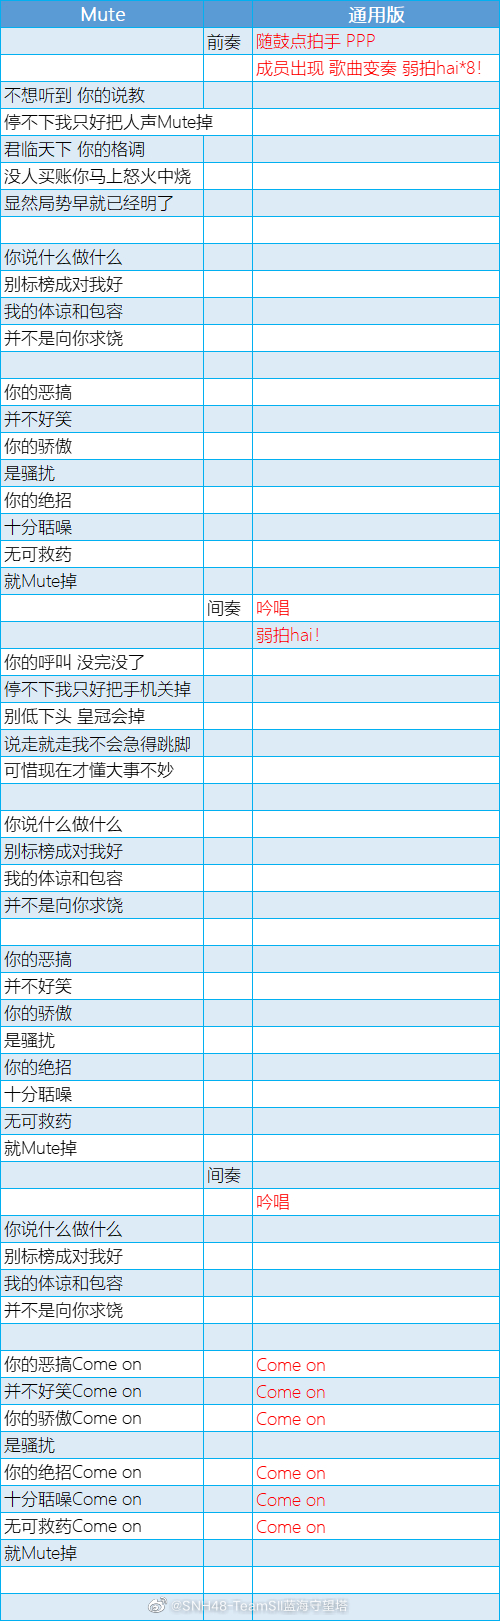 Mute 通用版
前奏 随鼓点拍手 PPP
成员出现 歌曲变奏 弱拍hai*8!
不想听到 你的说教
停不下我只好把人声Mute掉
君临天下 你的格调
没人买账你马上怒火中烧
显然局势早就已经明了
你说什么做什么
别标榜成对我好
我的体谅和包容
并不是向你求饶
你的恶搞
并不好笑
你的骄傲
是骚扰
你的绝招
十分聒噪
无可救药
就Mute掉
间奏 吟唱
弱拍hai!
你的呼叫 没完没了
停不下我只好把手机关掉
别低下头 皇冠会掉
说走就走我不会急得跳脚
可惜现在才懂大事不妙
你说什么做什么
别标榜成对我好
我的体谅和包容
并不是向你求饶
你的恶搞
并不好笑
你的骄傲
是骚扰
你的绝招
十分聒噪
无可救药
就Mute掉
间奏
吟唱
你说什么做什么
别标榜成对我好
我的体谅和包容
并不是向你求饶
你的恶搞Come on Come on
并不好笑Come on Come on
你的骄傲Come on Come on
是骚扰
你的绝招Come on Come on
十分聒噪Come on Come on
无可救药Come on Come on
就Mute掉
@SNH48-TeamSII蓝海守望塔